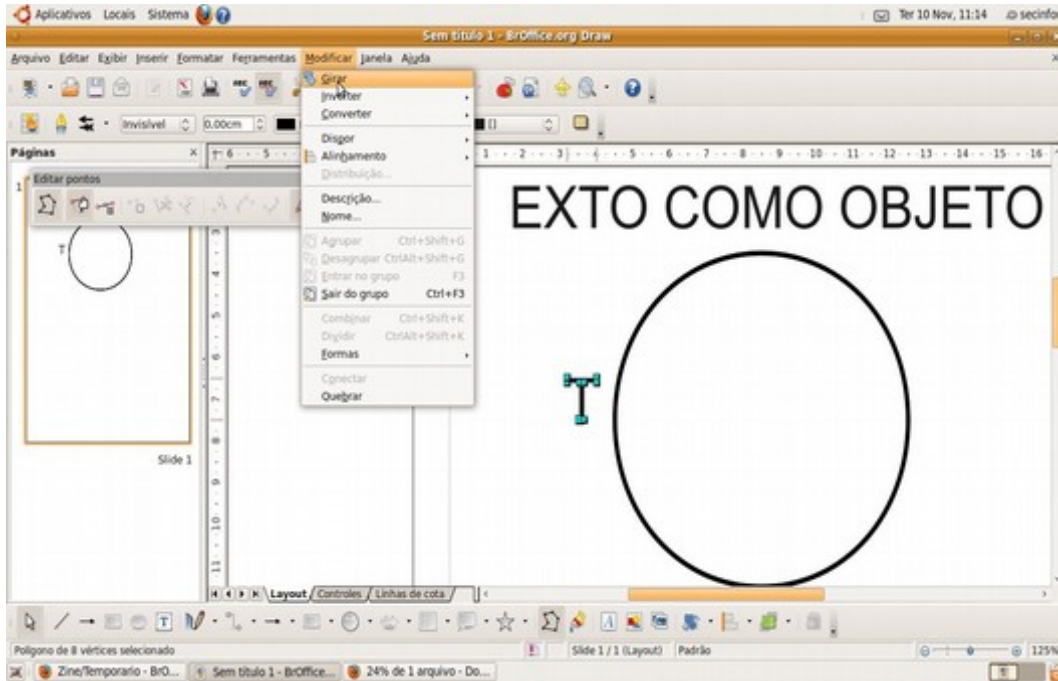 Aplicativos Locais Sistema Ter 10 Nov, 11:14 secinfo
Sem título 1 - BrOffice.org Draw
Arquivo Editar Exibir Inserir Formatar Ferramentas Modificar Janela Ajuda
Girar
Inverter
Invisível 0.00cm Converter
Dispor
Páginas Alinhamento
Distribuição...
Editar pontos
Descrição...
Nome...
EXTO COMO OBJETO
Agrupar Ctrl+Shift+G
Desagrupar CtrlAlt+Shift+G
Entrar no grupo F3
Sair do grupo Ctrl+F3
Combinar Ctrl+Shift+K
Dividir CtrlAlt+Shift+K
Formas
Conectar
Quebrar
T
T
Slide 1
Layout Controles Linhas de cota
Polígono de 8 vértices selecionado Slide 1 / 1 (Layout) Padrão 125%
Zine/Temporario - BrO... Sem título 1 - BrOffice... 24% de 1 arquivo - Do...